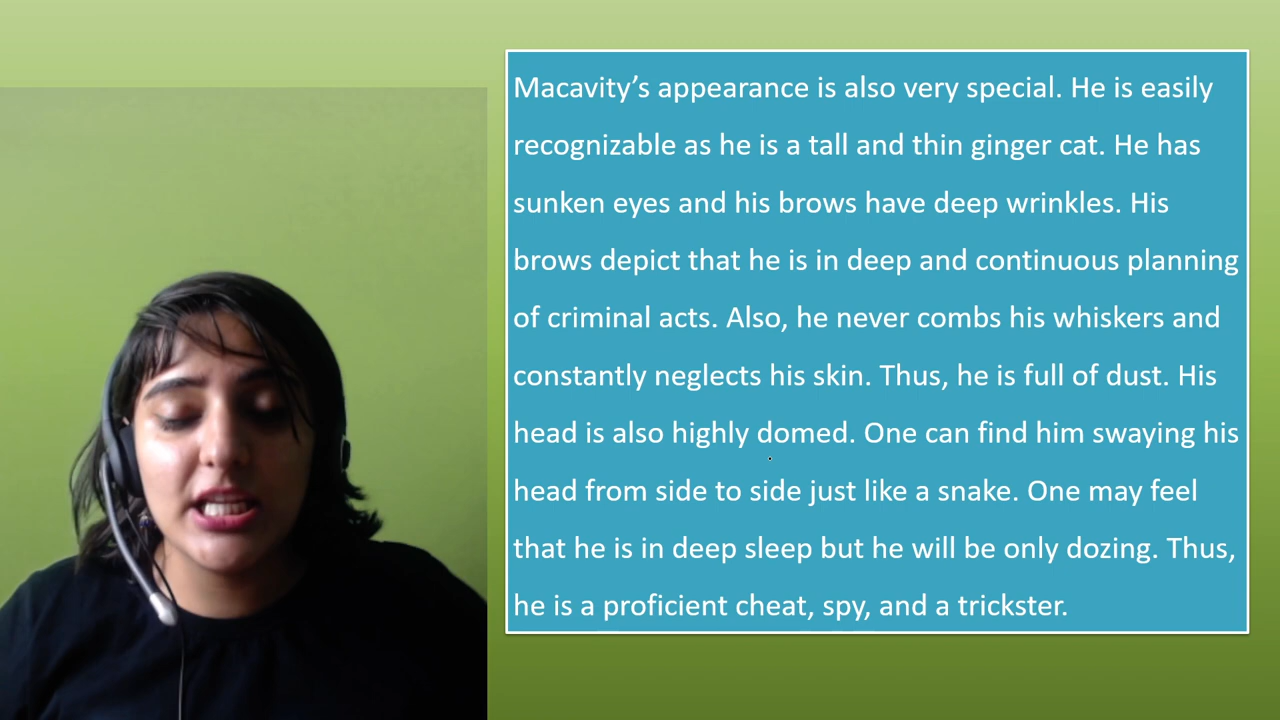 Macavity’s appearance is also very special. He is easily
recognizable as he is a tall and thin ginger cat. He has
sunken eyes and his brows have deep wrinkles. His
brows depict that he is in deep and continuous planning
of criminal acts. Also, he never combs his whiskers and
constantly neglects his skin. Thus, he is full of dust. His
head is also highly domed. One can find him swaying his
head from side to side just like a snake. One may feel
that he is in deep sleep but he will be only dozing. Thus,
he is a proficient cheat, spy, and a trickster.